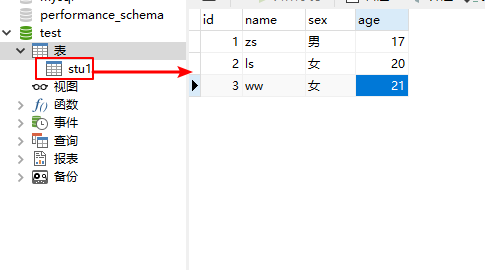 performance_schema
test
表
stu1
视图
f() 函数
事件
查询
报表
备份
id name sex age
1 zs 男 17
2 ls 女 20
3 ww 女 21